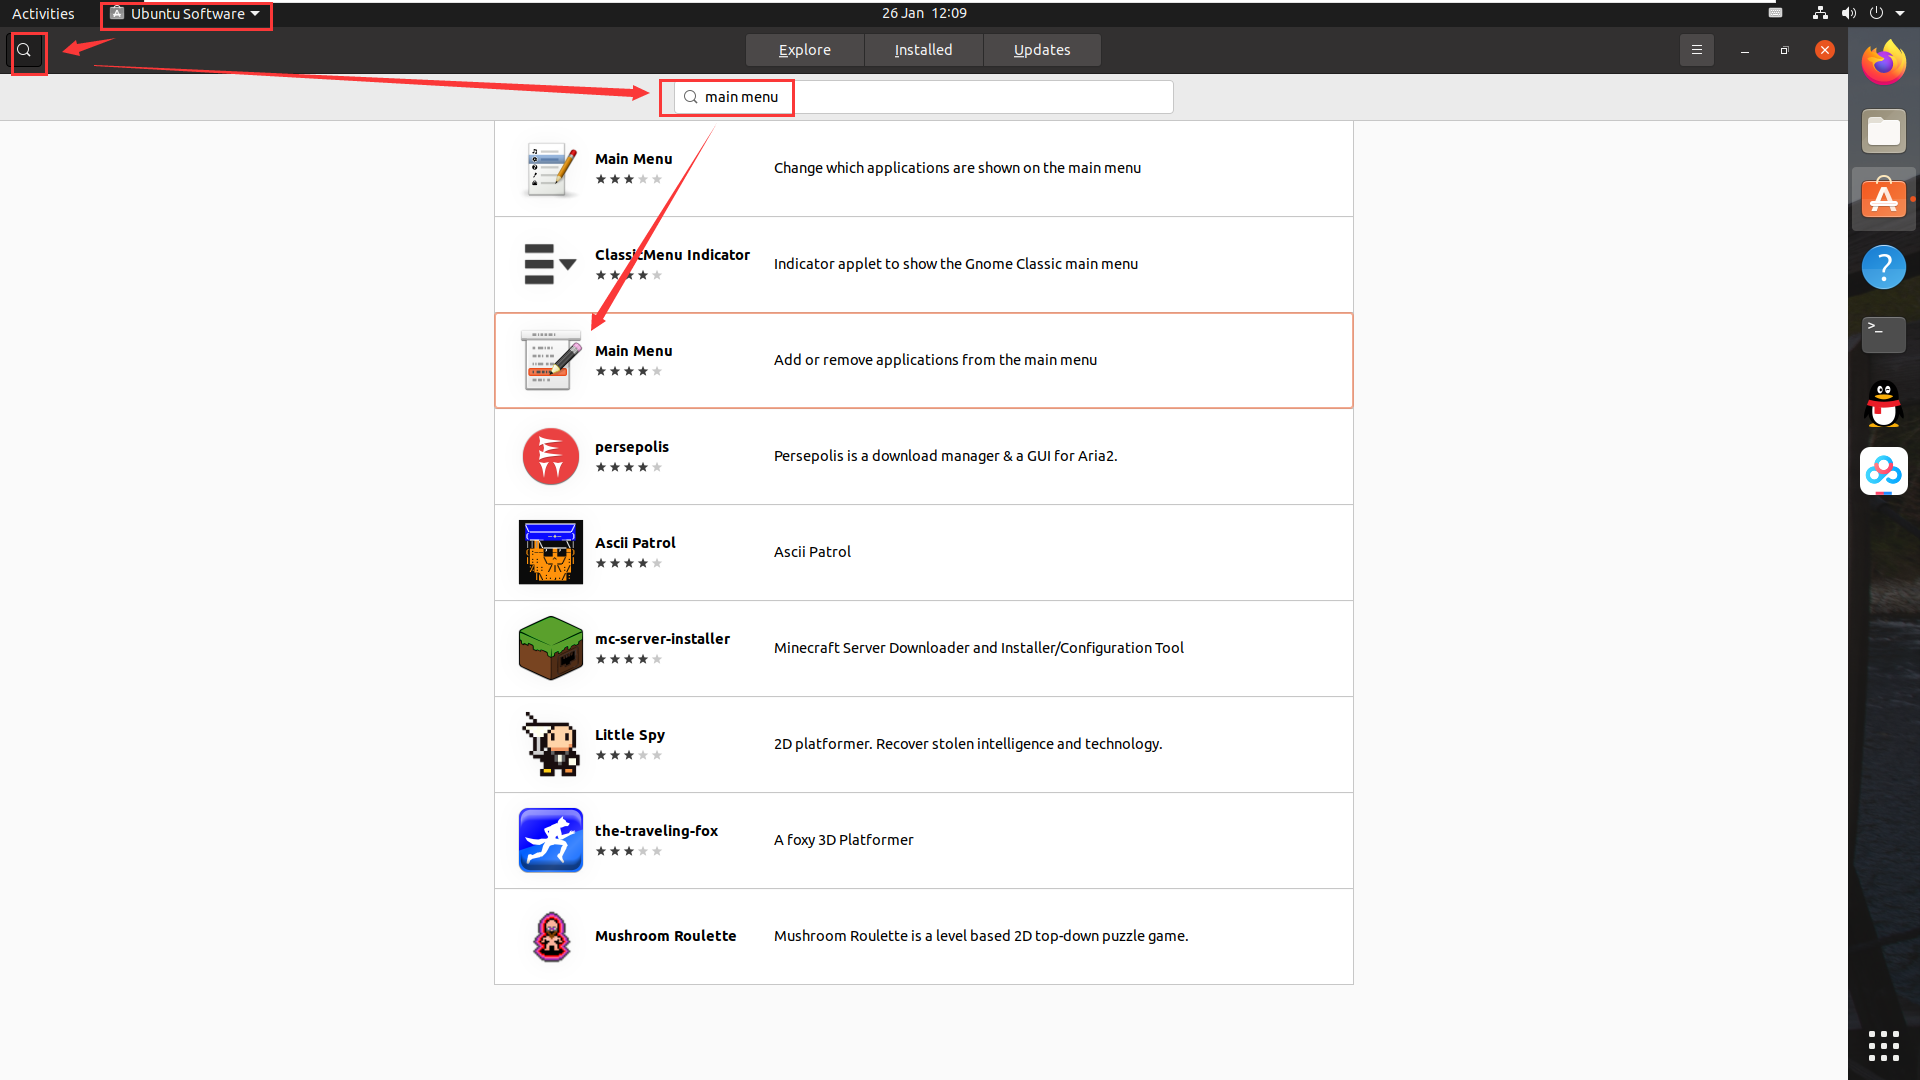 Activities
Ubuntu Software
26 Jan 12:09
Explore
Installed
Updates
main menu
Main Menu
Change which applications are shown on the main menu
ClassicMenu Indicator
Indicator applet to show the Gnome Classic main menu
Main Menu
Add or remove applications from the main menu
persepolis
Persepolis is a download manager & a GUI for Aria2.
Ascii Patrol
Ascii Patrol
mc-server-installer
Minecraft Server Downloader and Installer/Configuration Tool
Little Spy
2D platformer. Recover stolen intelligence and technology.
the-traveling-fox
A foxy 3D Platformer
Mushroom Roulette
Mushroom Roulette is a level based 2D top-down puzzle game.